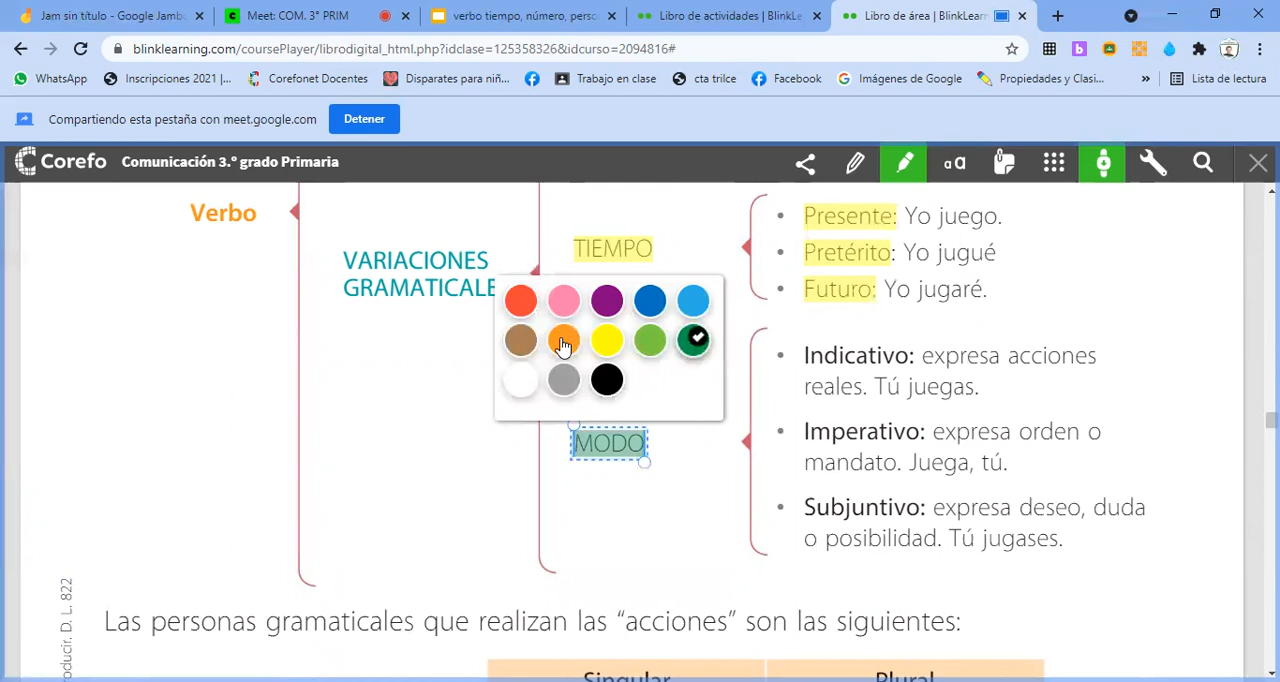 Jam sin título - Google Jamb
Meet: COM. 3° PRIM
verbo tiempo, número, perso
Libro de actividades | BlinkLe
Libro de área | BlinkLearn
blinklearning.com/coursePlayer/librodigital_html.php?idclase=125358326&idcurso=2094816#
WhatsApp
Inscripciones 2021 |...
Corefonet Docentes
Disparates para niñ...
Trabajo en clase
cta trilce
Facebook
Imágenes de Google
Propiedades y Clasi...
»
Lista de lectura
Compartiendo esta pestaña con meet.google.com
Detener
Corefo
Comunicación 3.º grado Primaria
aa
Verbo
VARIACIONES
GRAMATICALE
TIEMPO
• Presente: Yo juego.
• Pretérito: Yo jugué
• Futuro: Yo jugaré.
MODO
• Indicativo: expresa acciones
reales. Tú juegas.
• Imperativo: expresa orden o
mandato. Juega, tú.
• Subjuntivo: expresa deseo, duda
o posibilidad. Tú jugases.
oducir. D. L. 822
Las personas gramaticales que realizan las “acciones” son las siguientes:
Singular
Plural